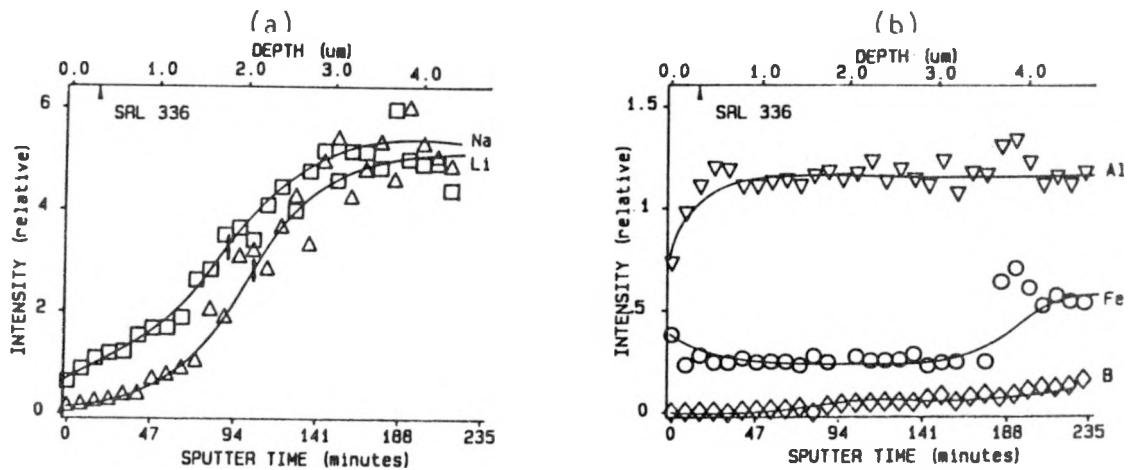 (a)
DEPTH (um)
0.0 1.0 2.0 3.0 4.0
SRL 336
6
4
2
0
INTENSITY (relative)
Na
Li
0 47 94 141 188 235
SPUTTER TIME (minutes)
(b)
DEPTH (um)
0.0 1.0 2.0 3.0 4.0
SRL 336
1.5
.1
.5
0
INTENSITY (relative)
Al
Fe
B
0 47 94 141 188 235
SPUTTER TIME (minutes)